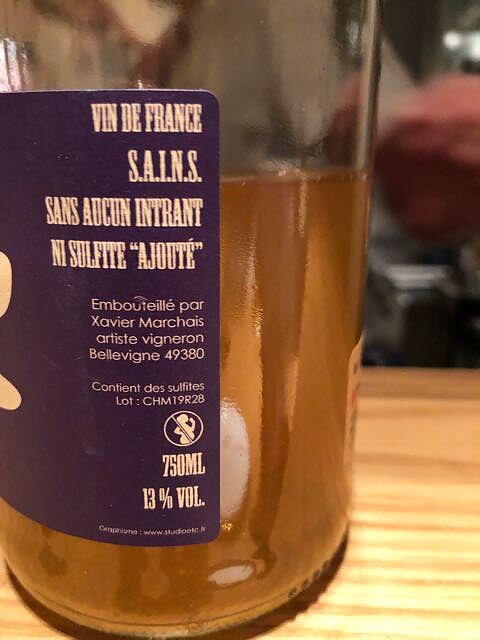 VIN DE FRANCE
S.A.I.N.S.
SANS AUCUN INTRANT
NI SULFITE “AJOUTÉ”
Embouteillé par
Xavier Marchais
artiste vigneron
Bellevigne 49380
Contient des sulfites
Lot : CHM19R28
750ML
13 % VOL.
Graphisme : www.studioetc.fr